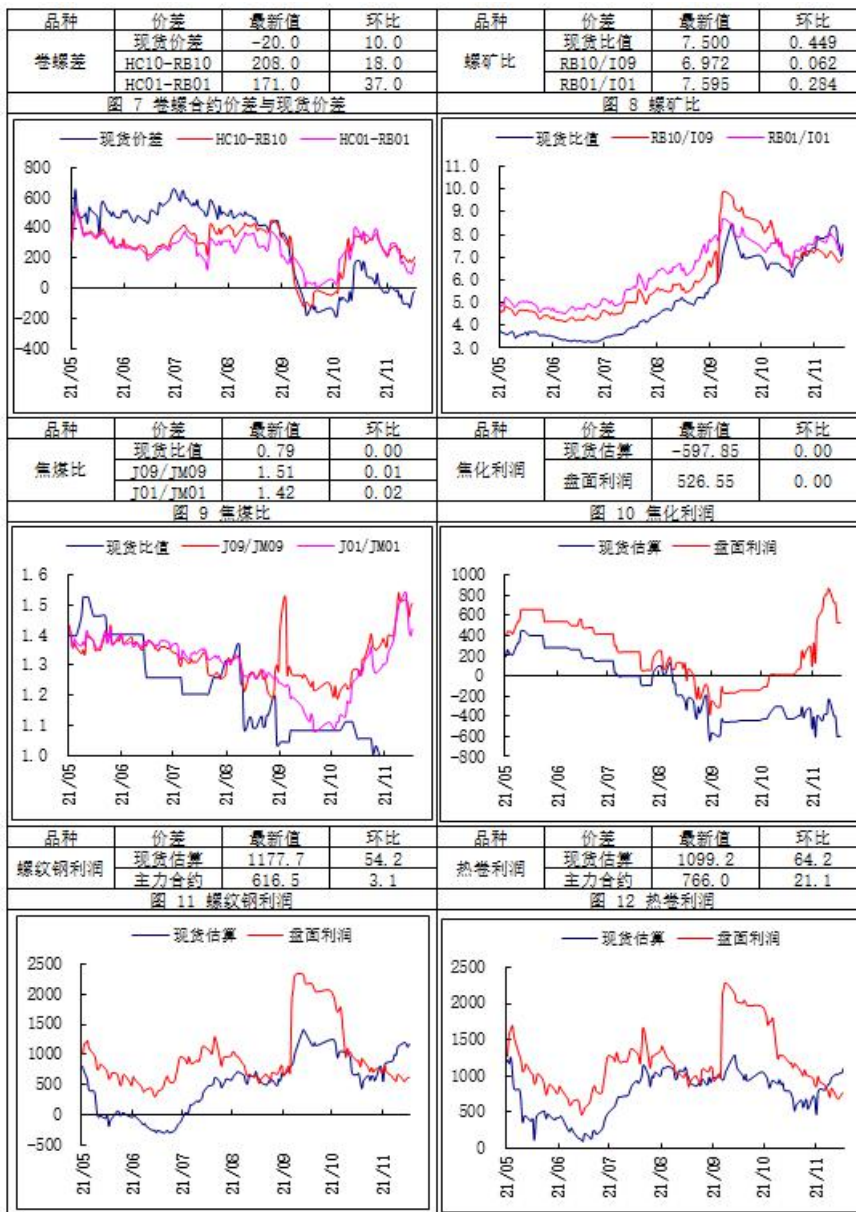 品种 价差 最新值 环比 品种 价差 最新值 环比
卷螺差 现货价差 -20.0 10.0 螺矿比 现货比值 7.500 0.449
HC10-RB10 208.0 18.0 RB10/I09 6.972 0.062
HC01-RB01 171.0 37.0 RB01/I01 7.595 0.284
图 7 卷螺合约价差与现货价差 图 8 螺矿比
现货价差 HC10-RB10 HC01-RB01
800
600
400
200
0
-200
-400
21/05 21/06 21/07 21/08 21/09 21/10 21/11
现货比值 RB10/I09 RB01/I01
11.0
10.0
9.0
8.0
7.0
6.0
5.0
4.0
3.0
21/05 21/06 21/07 21/08 21/09 21/10 21/11
品种 价差 最新值 环比 品种 价差 最新值 环比
焦煤比 现货比值 0.79 0.00 焦化利润 现货估算 -597.85 0.00
J09/JM09 1.51 0.01 盘面利润 526.55 0.00
J01/JM01 1.42 0.02
图 9 焦煤比 图 10 焦化利润
现货比值 J09/JM09 J01/JM01
1.6
1.5
1.4
1.3
1.2
1.1
1.0
21/05 21/06 21/07 21/08 21/09 21/10 21/11
现货估算 盘面利润
1000
800
600
400
200
0
-200
-400
-600
-800
21/05 21/06 21/07 21/08 21/09 21/10 21/11
品种 价差 最新值 环比 品种 价差 最新值 环比
螺纹钢利润 现货估算 1177.7 54.2 热卷利润 现货估算 1099.2 64.2
主力合约 616.5 3.1 主力合约 766.0 21.1
图 11 螺纹钢利润 图 12 热卷利润
现货估算 盘面利润
2500
2000
1500
1000
500
0
-500
21/05 21/06 21/07 21/08 21/09 21/10 21/11
现货估算 盘面利润
2500
2000
1500
1000
500
0
21/05 21/06 21/07 21/08 21/09 21/10 21/11